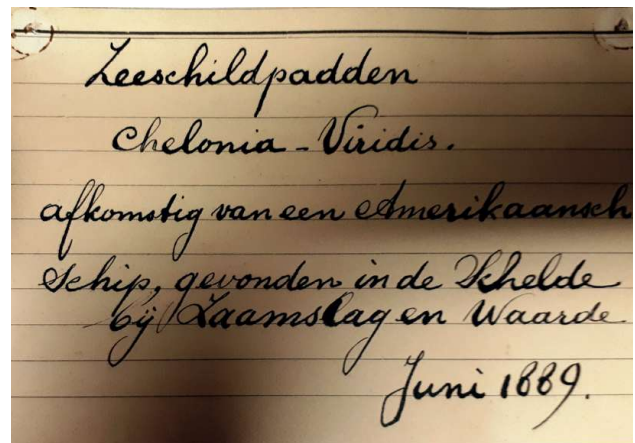 Zeeschildpadden
Chelonia - Viridis.
afkomstig van een Amerikaansch
Schip, gevonden in de Schelde
bij Zaamslag en Waarde
Juni 1889.